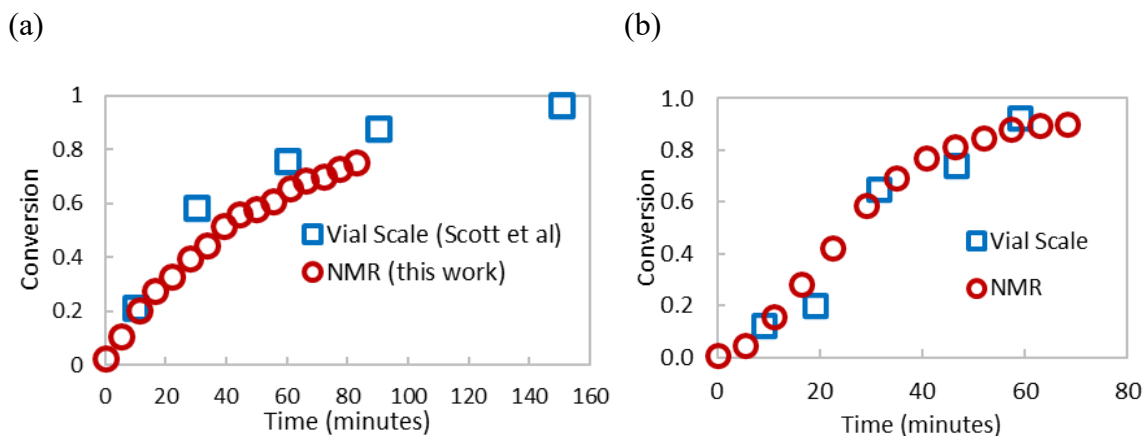 (a)
(b)
1
0.8
0.6
0.4
0.2
0
Conversion
Vial Scale (Scott et al)
NMR (this work)
0 20 40 60 80 100 120 140 160
Time (minutes)
1.0
0.8
0.6
0.4
0.2
0.0
Conversion
Vial Scale
NMR
0 20 40 60 80
Time (minutes)